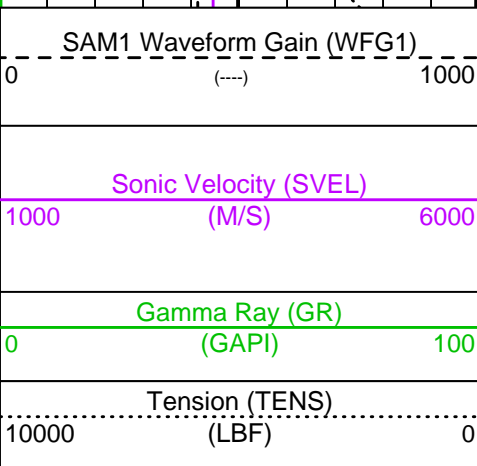 SAM1 Waveform Gain (WFG1)
0 (----) 1000
Sonic Velocity (SVEL)
1000 (M/S) 6000
Gamma Ray (GR)
0 (GAPI) 100
Tension (TENS)
10000 (LBF) 0